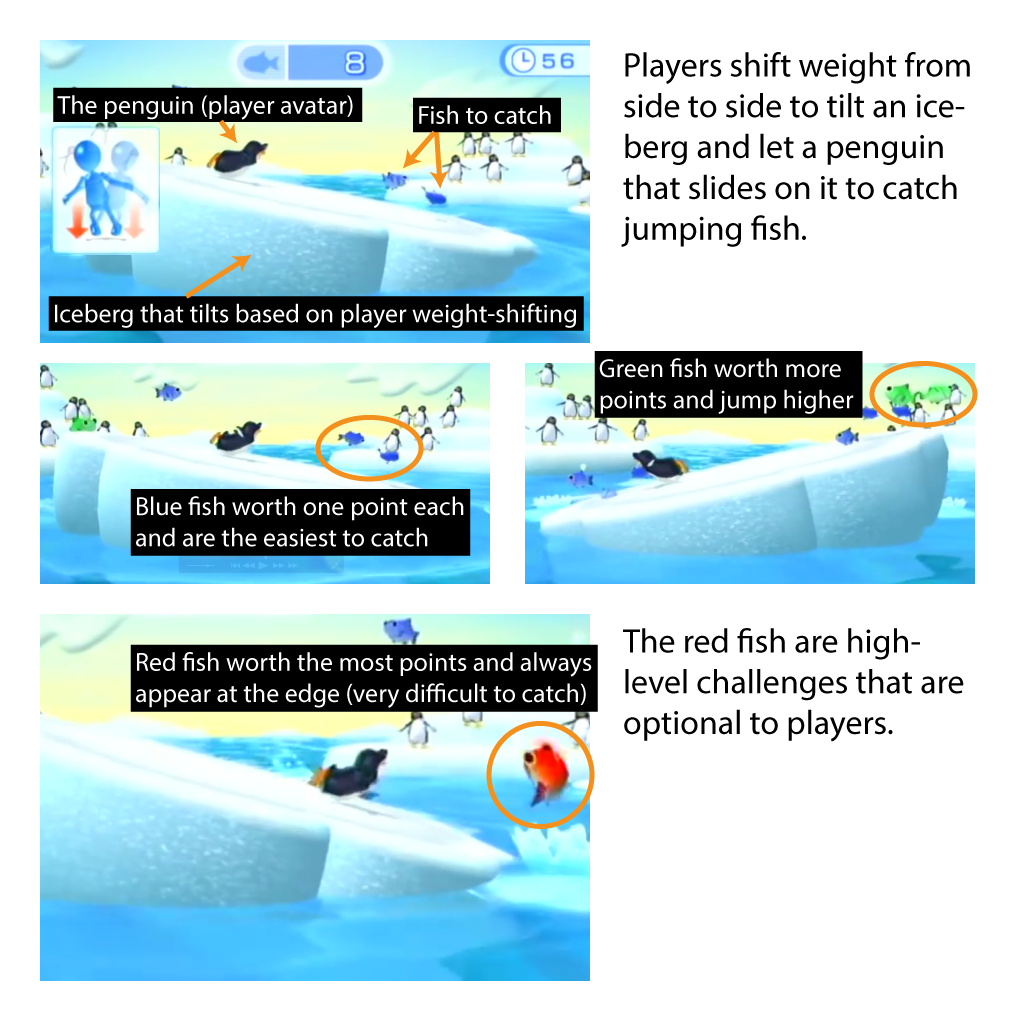 8
56
The penguin (player avatar)
Fish to catch
Iceberg that tilts based on player weight-shifting
Players shift weight from
side to side to tilt an ice-
berg and let a penguin
that slides on it to catch
jumping fish.
Blue fish worth one point each
and are the easiest to catch
Green fish worth more
points and jump higher
Red fish worth the most points and always
appear at the edge (very difficult to catch)
The red fish are high-
level challenges that are
optional to players.